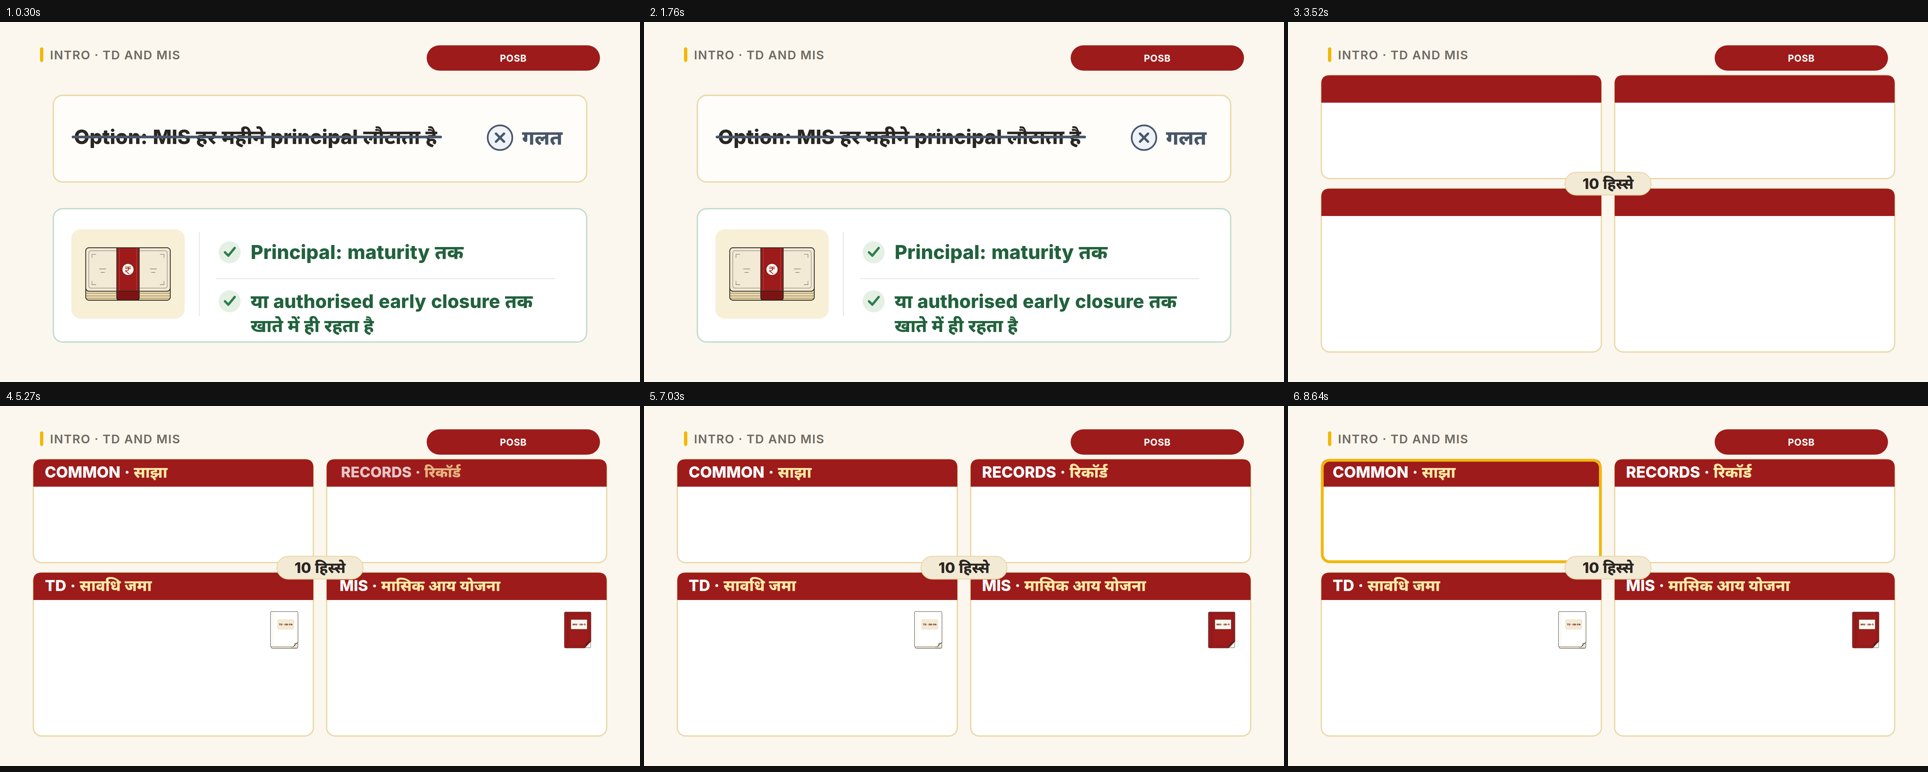 1. 0.30s
INTRO · TD AND MIS
POSB
Option: MIS हर महीने principal लौटाता है
गलत
₹
Principal: maturity तक
या authorised early closure तक
खाते में ही रहता है
2. 1.76s
INTRO · TD AND MIS
POSB
Option: MIS हर महीने principal लौटाता है
गलत
₹
Principal: maturity तक
या authorised early closure तक
खाते में ही रहता है
3. 3.52s
INTRO · TD AND MIS
POSB
10 हिस्से
4. 5.27s
INTRO · TD AND MIS
POSB
COMMON · साझा
RECORDS · रिकॉर्ड
10 हिस्से
TD · सावधि जमा
MIS · मासिक आय योजना
5. 7.03s
INTRO · TD AND MIS
POSB
COMMON · साझा
RECORDS · रिकॉर्ड
10 हिस्से
TD · सावधि जमा
MIS · मासिक आय योजना
6. 8.64s
INTRO · TD AND MIS
POSB
COMMON · साझा
RECORDS · रिकॉर्ड
10 हिस्से
TD · सावधि जमा
MIS · मासिक आय योजना